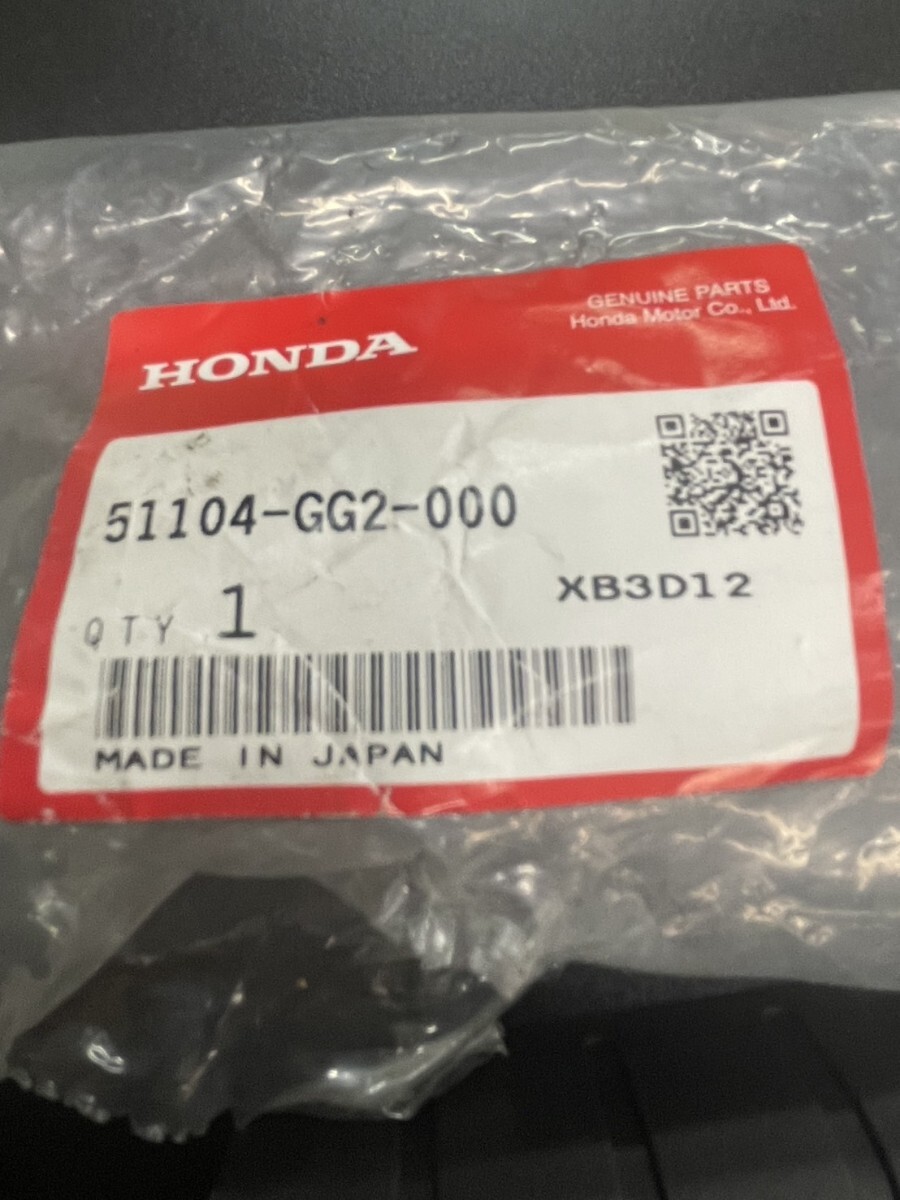 GENUINE PARTS
Honda Motor Co., Ltd.
HONDA
51104-GG2-000
QTY 1
XB3D12
MADE IN JAPAN